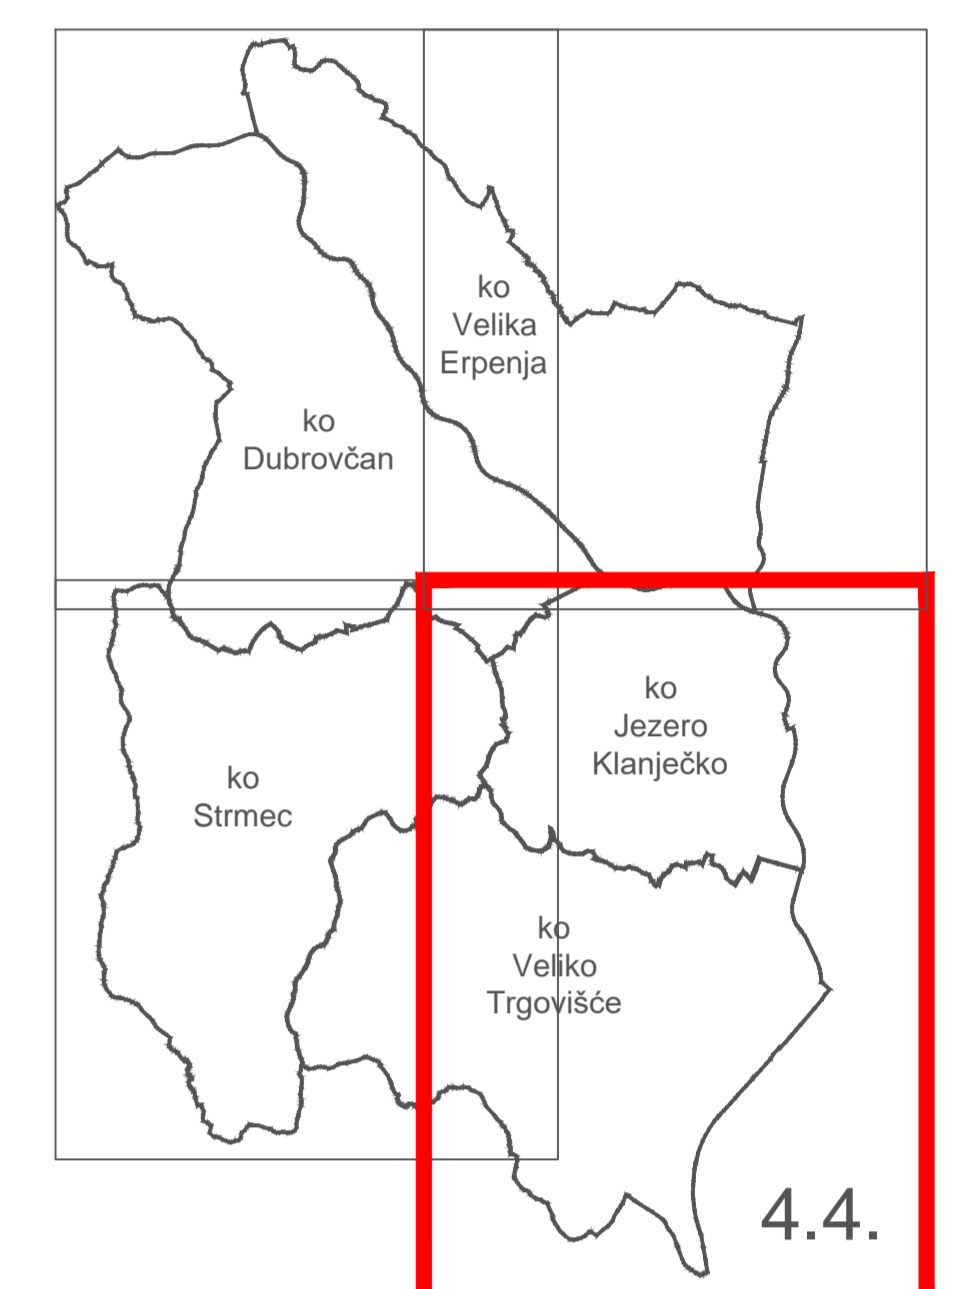 ko
Velika
Erpenja
ko
Dubrovčan
ko
Jezero
Klanječko
ko
Strmec
ko
Veliko
Trgovišće
4.4.